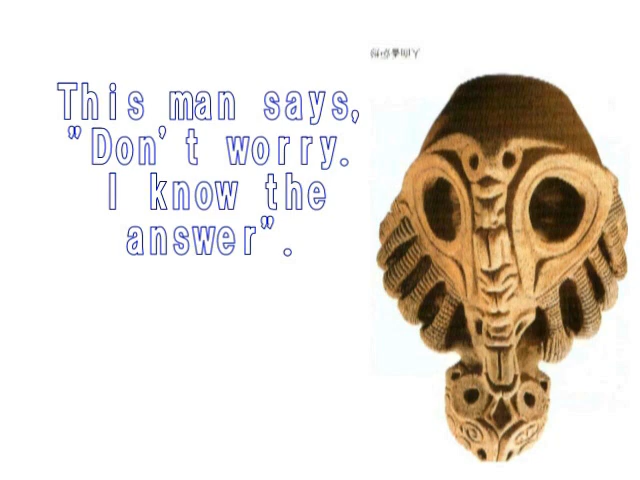 This man says,
"Don't worry.
I know the
answer".